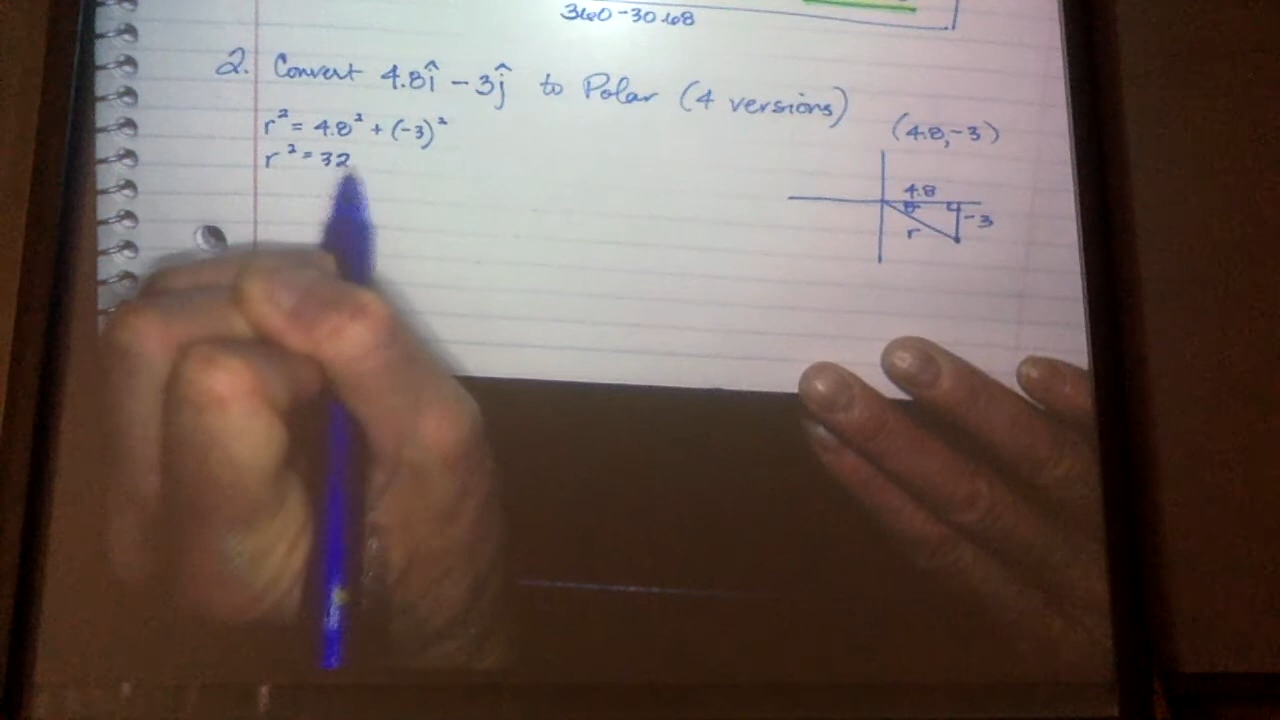 360-30.68
2. Convert 4.8î - 3ĵ to Polar (4 versions)
r² = 4.8² + (-3)²
r² = 32
(4.8, -3)
4.8
θ
-3
r